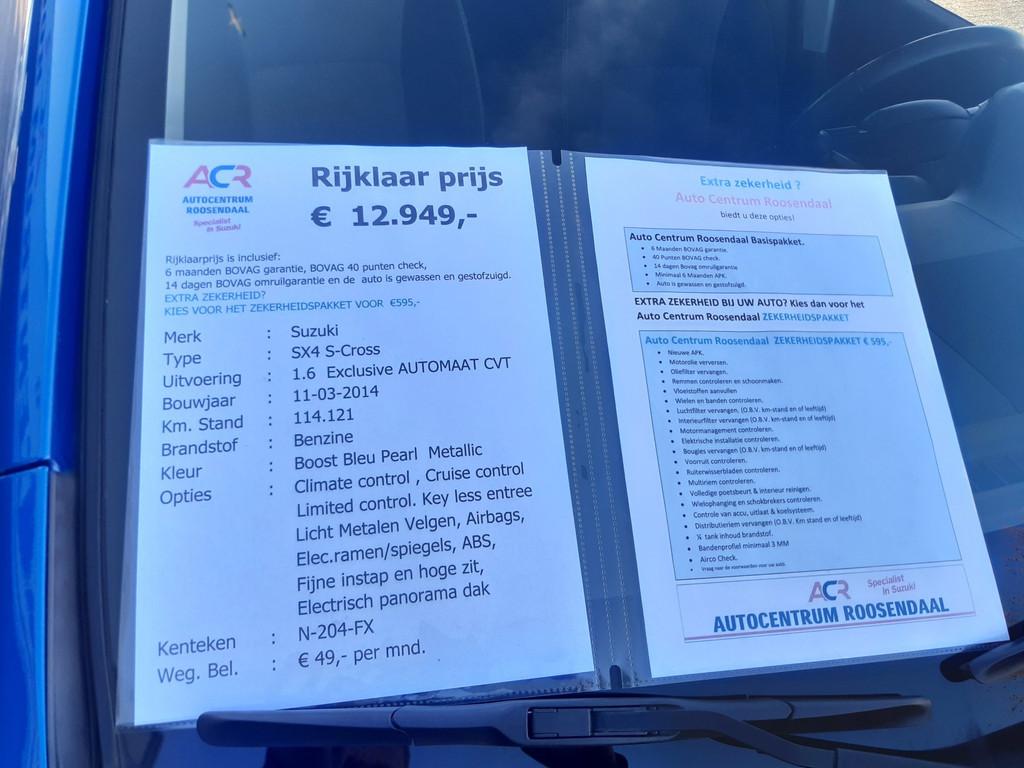 ACR
AUTOCENTRUM
ROOSENDAAL
Specialist
in Suzuki
Rijklaar prijs
€ 12.949,-
Rijklaarprijs is inclusief:
6 maanden BOVAG garantie, BOVAG 40 punten check,
14 dagen BOVAG omruilgarantie en de auto is gewassen en gestofzuigd.
EXTRA ZEKERHEID?
KIES VOOR HET ZEKERHEIDSPAKKET VOOR €595,-
Merk : Suzuki
Type : SX4 S-Cross
Uitvoering : 1.6 Exclusive AUTOMAAT CVT
Bouwjaar : 11-03-2014
Km. Stand : 114.121
Brandstof : Benzine
Kleur : Boost Bleu Pearl Metallic
Opties : Climate control , Cruise control
Limited control. Key less entree
Licht Metalen Velgen, Airbags,
Elec.ramen/spiegels, ABS,
Fijne instap en hoge zit,
Electrisch panorama dak
Kenteken : N-204-FX
Weg. Bel. : € 49,- per mnd.
Extra zekerheid ?
Auto Centrum Roosendaal
biedt u deze opties!
Auto Centrum Roosendaal Basispakket.
• 6 Maanden BOVAG garantie.
• 40 Punten BOVAG check.
• 14 dagen Bovag omruilgarantie
• Minimaal 6 Maanden APK.
• Auto is gewassen en gestofzuigd.
EXTRA ZEKERHEID BIJ UW AUTO? Kies dan voor het
Auto Centrum Roosendaal ZEKERHEIDSPAKKET
Auto Centrum Roosendaal ZEKERHEIDSPAKKET € 595,-
• Nieuwe APK.
• Motorolie verversen.
• Oliefilter vervangen.
• Remmen controleren en schoonmaken.
• Vloeistoffen aanvullen
• Wielen en banden controleren.
• Luchtfilter vervangen, (O.B.V. km-stand en of leeftijd)
• Interieurfilter vervangen (O.B.V. km-stand en of leeftijd)
• Motormanagement controleren.
• Elektrische installatie controleren.
• Bougies vervangen (O.B.V. km-stand en of leeftijd)
• Voorruit controleren.
• Ruiterwisserbladen controleren.
• Multiriem controleren.
• Volledige poetsbeurt & interieur reinigen.
• Wielophanging en schokbrekers controleren.
• Controle van accu, uitlaat & koelsysteem.
• Distributieriem vervangen (O.B.V. Km stand en of leeftijd)
• ¼ tank inhoud brandstof.
• Bandenprofiel minimaal 3 MM
• Airco Check.
• Vraag naar de voorwaarden voor uw auto.
ACR Specialist
in Suzuki
AUTOCENTRUM ROOSENDAAL